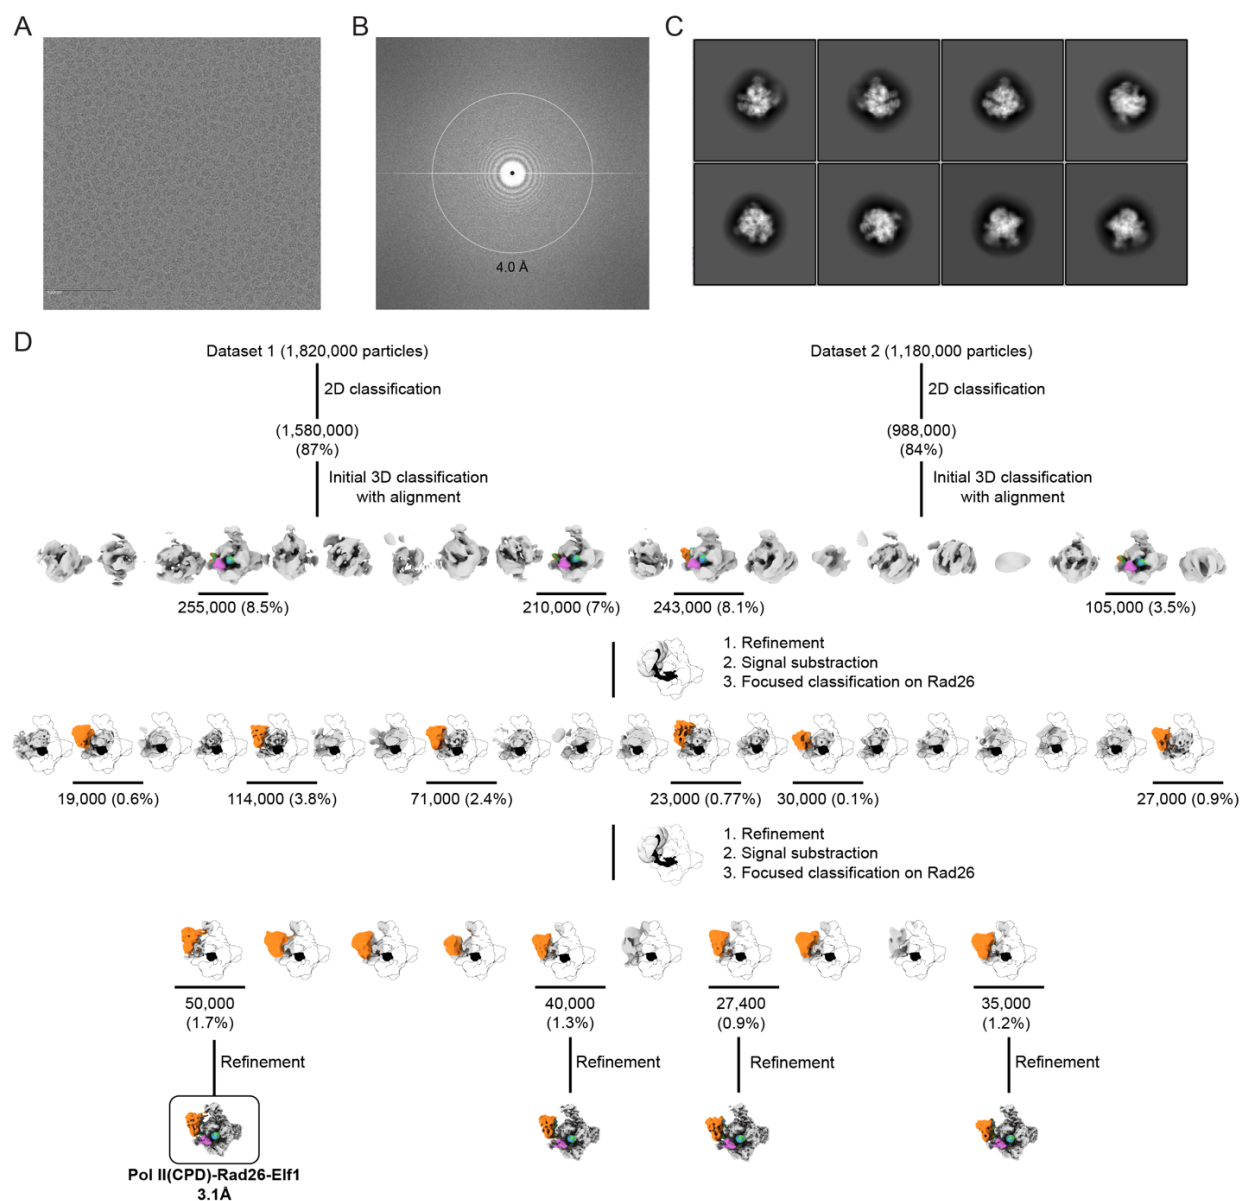 A
B
C
4.0 Å
D
Dataset 1 (1,820,000 particles)
Dataset 2 (1,180,000 particles)
2D classification
2D classification
(1,580,000)
(87%)
(988,000)
(84%)
Initial 3D classification
with alignment
Initial 3D classification
with alignment
255,000 (8.5%)
210,000 (7%)
243,000 (8.1%)
105,000 (3.5%)
1. Refinement
2. Signal substraction
3. Focused classification on Rad26
19,000 (0.6%)
114,000 (3.8%)
71,000 (2.4%)
23,000 (0.77%)
30,000 (0.1%)
27,000 (0.9%)
1. Refinement
2. Signal substraction
3. Focused classification on Rad26
50,000
(1.7%)
40,000
(1.3%)
27,400
(0.9%)
35,000
(1.2%)
Refinement
Refinement
Refinement
Refinement
Pol II(CPD)-Rad26-Elf1
3.1Å